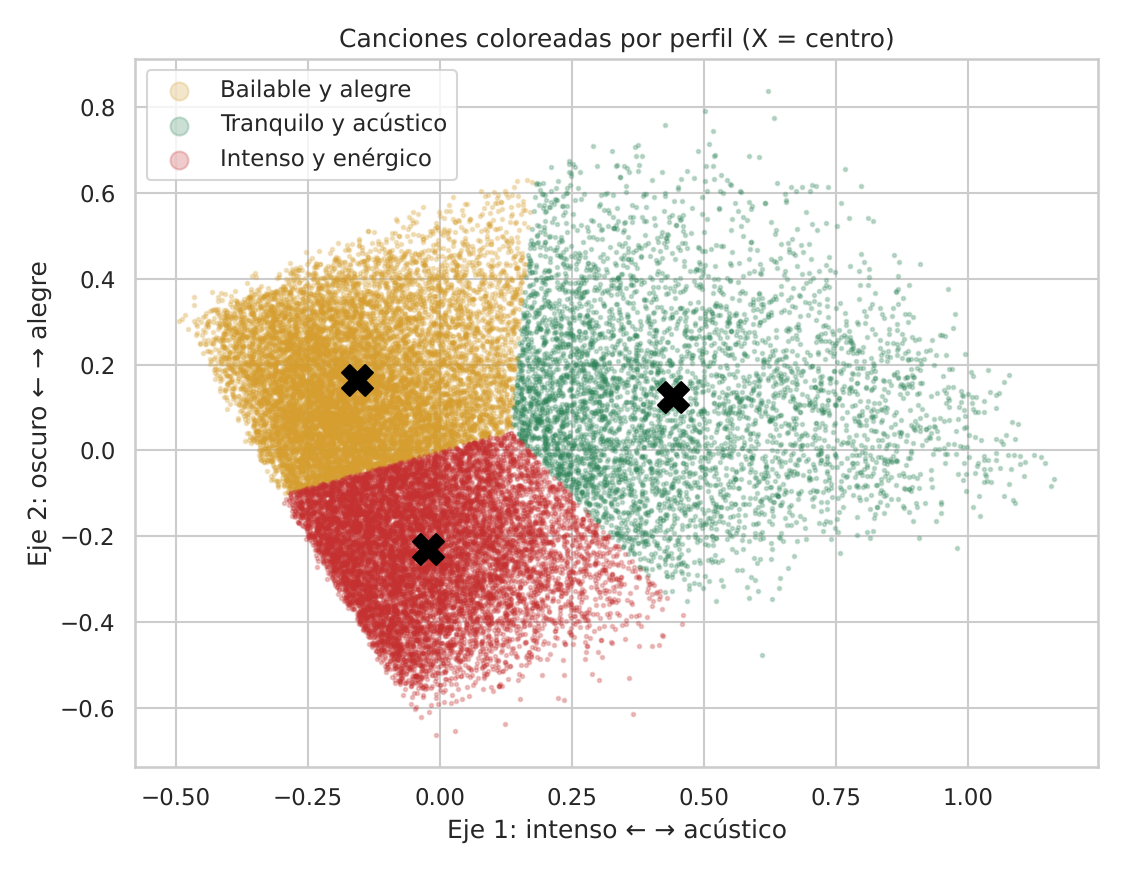 Canciones coloreadas por perfil (X = centro)
Bailable y alegre
Tranquilo y acústico
Intenso y enérgico
0.8
0.6
0.4
0.2
0.0
−0.2
−0.4
−0.6
Eje 2: oscuro ← → alegre
−0.50
−0.25
0.00
0.25
0.50
0.75
1.00
Eje 1: intenso ← → acústico